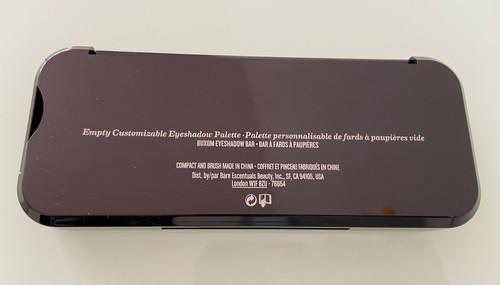 Empty Customizable Eyeshadow Palette • Palette personnalisable de fards à paupières vide
BUXOM EYESHADOW BAR • BAR À FARDS À PAUPIÈRES
COMPACT AND BRUSH MADE IN CHINA • COFFRET ET PINCEAU FABRIQUÉS EN CHINE
Dist. by/par Bare Escentuals Beauty, Inc., SF, CA 94105, USA
London W1F 8ZU • 76654